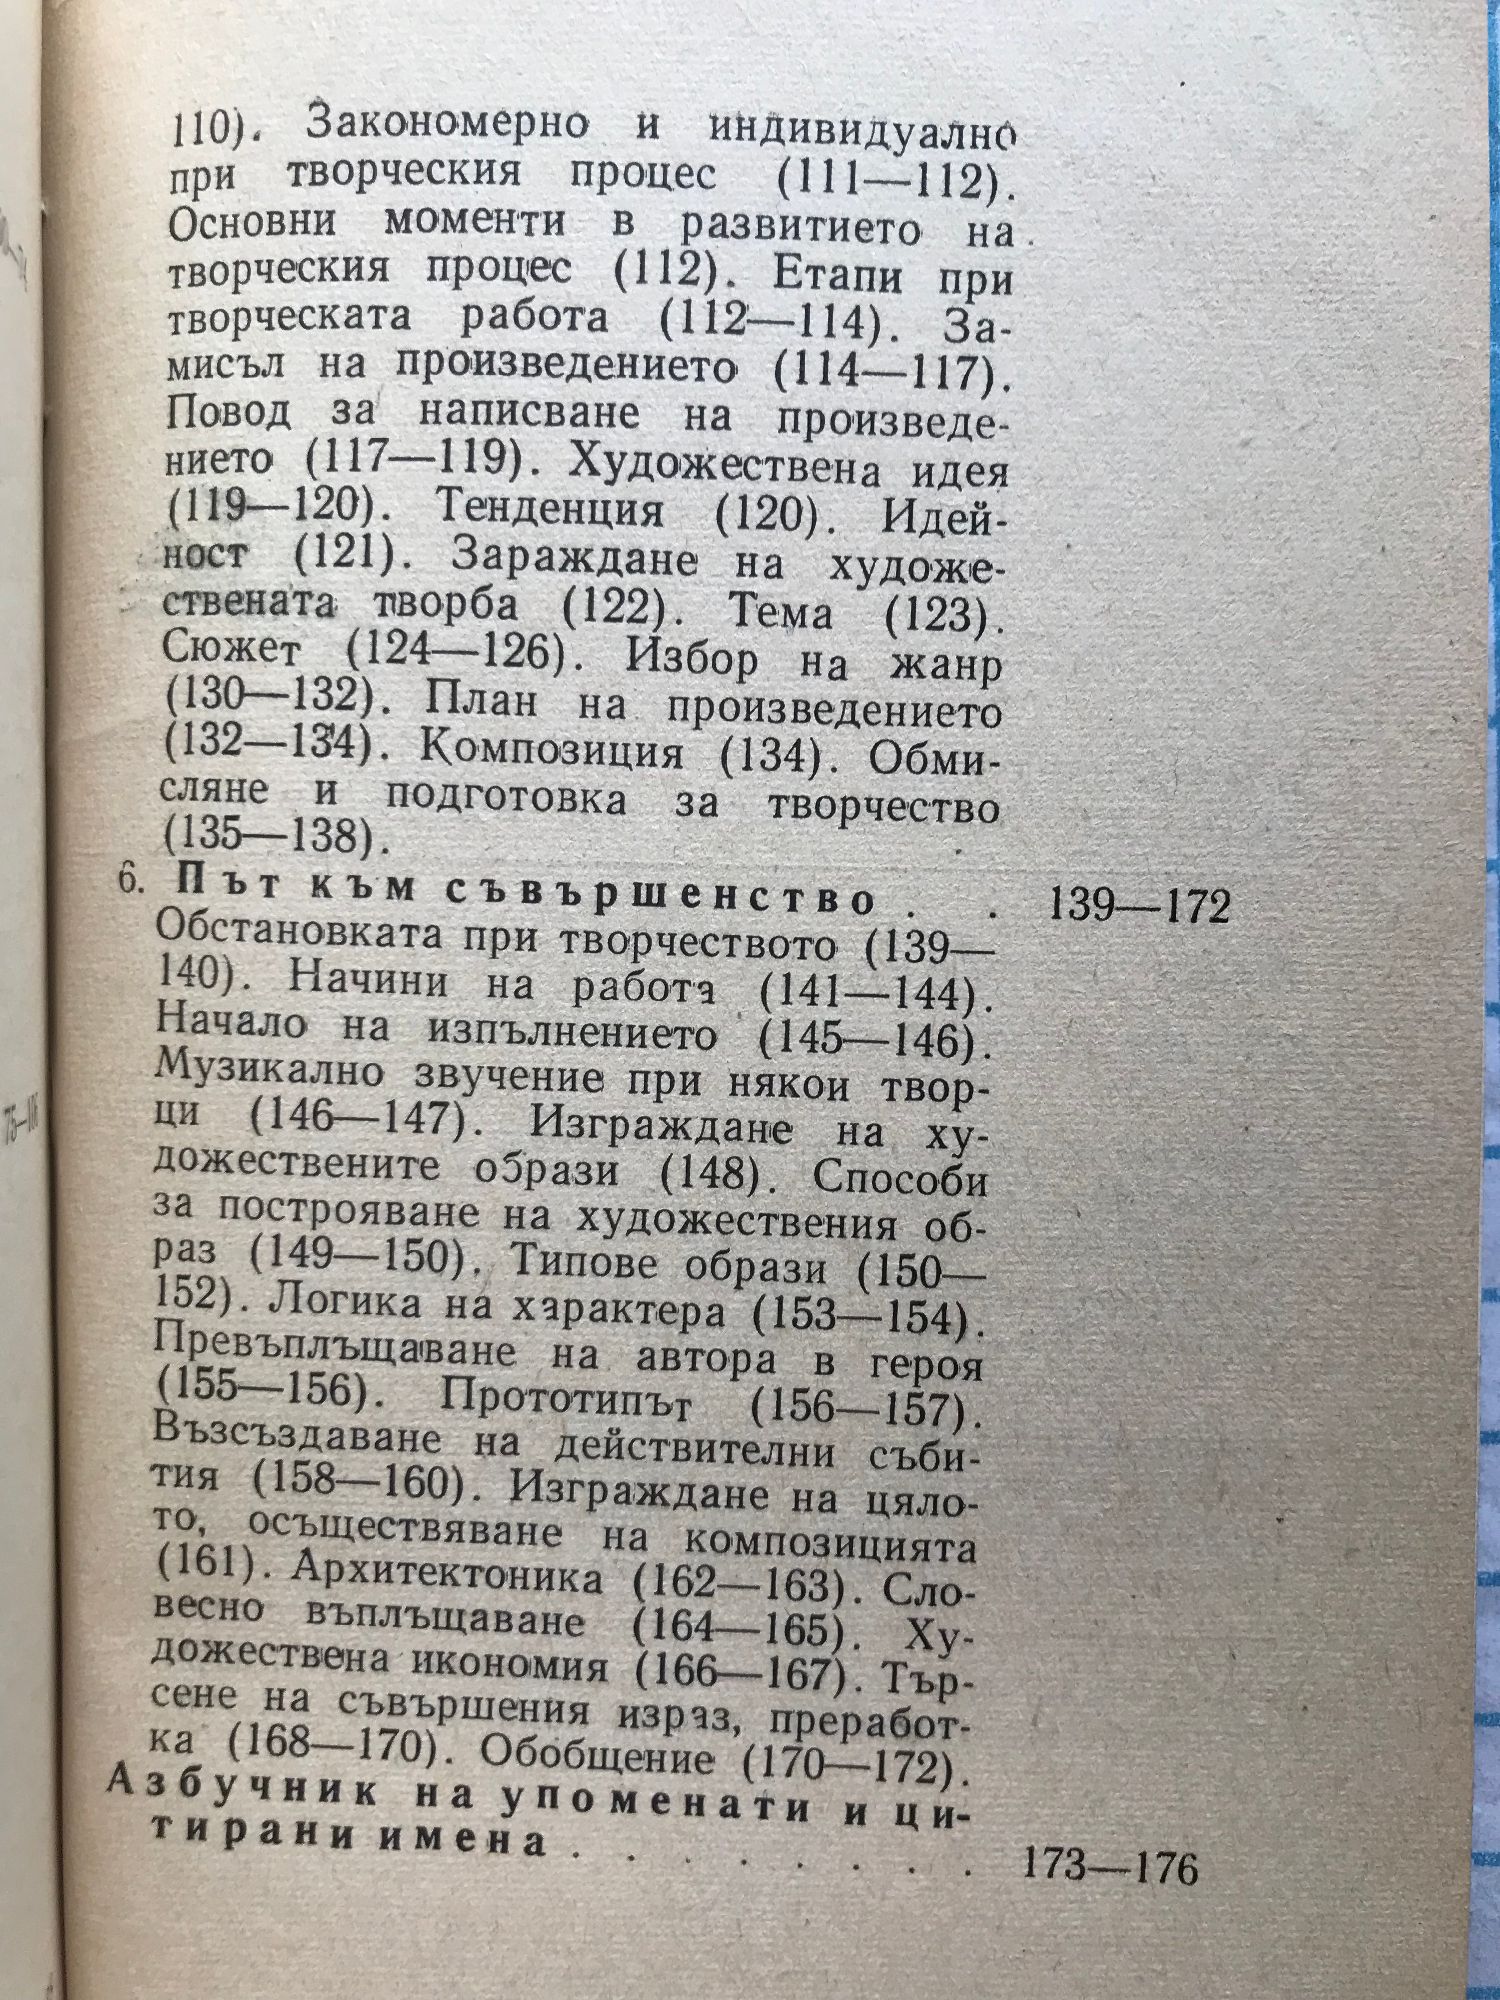 110). Закономерно и индивидуално
при творческия процес (111—112).
Основни моменти в развитието на
творческия процес (112). Етапи при
творческата работа (112—114). За-
мисъл на произведението (114—117).
Повод за написване на произведе-
нието (117—119). Художествена идея
(119—120). Тенденция (120). Идей-
ност (121). Зараждане на художе-
ствената творба (122). Тема (123).
Сюжет (124—126). Избор на жанр
(130—132). План на произведението
(132—134). Композиция (134). Обми-
сляне и подготовка за творчество
(135—138).
6. Път към съвършенство . . 139—172
Обстановката при творчеството (139—
140). Начини на работа (141—144).
Начало на изпълнението (145—146).
Музикално звучение при някои твор-
ци (146—147). Изграждане на ху-
дожествените образи (148). Способи
за построяване на художествения об-
раз (149—150). Типове образи (150—
152). Логика на характера (153—154).
Превъплъщаване на автора в героя
(155—156). Прототипът (156—157).
Възсъздаване на действителни съби-
тия (158—160). Изграждане на цяло-
то, осъществяване на композицията
(161). Архитектоника (162—163). Сло-
весно въплъщаване (164—165). Ху-
дожествена икономия (166—167). Тър-
сене на съвършения израз, преработ-
ка (168—170). Обобщение (170—172).
Азбучник на упоменати и ци-
тирани имена . . . . . . . . 173—176